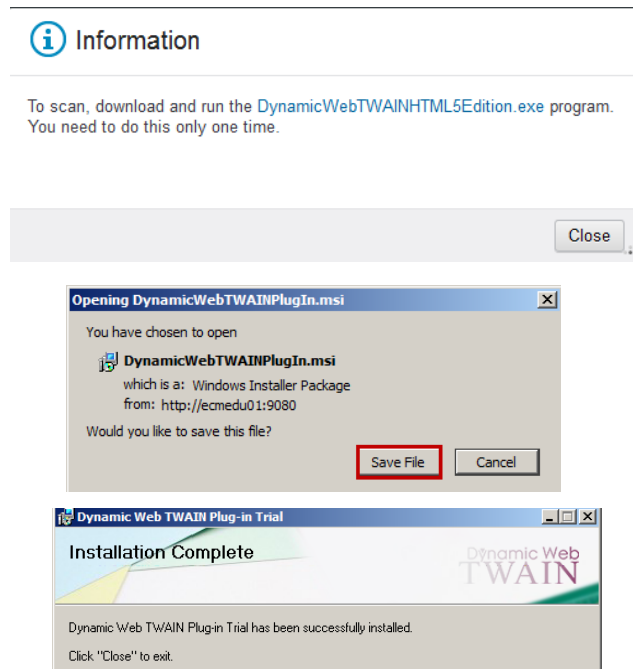 Information
To scan, download and run the DynamicWebTWAINHTML5Edition.exe program.
You need to do this only one time.
Close
Opening DynamicWebTWAINPlugIn.msi
You have chosen to open
DynamicWebTWAINPlugIn.msi
which is a: Windows Installer Package
from: http://ecmedu01:9080
Would you like to save this file?
Save File Cancel
Dynamic Web TWAIN Plug-in Trial
Installation Complete
Dynamic Web
TWAIN
Dynamic Web TWAIN Plug-in Trial has been successfully installed.
Click "Close" to exit.